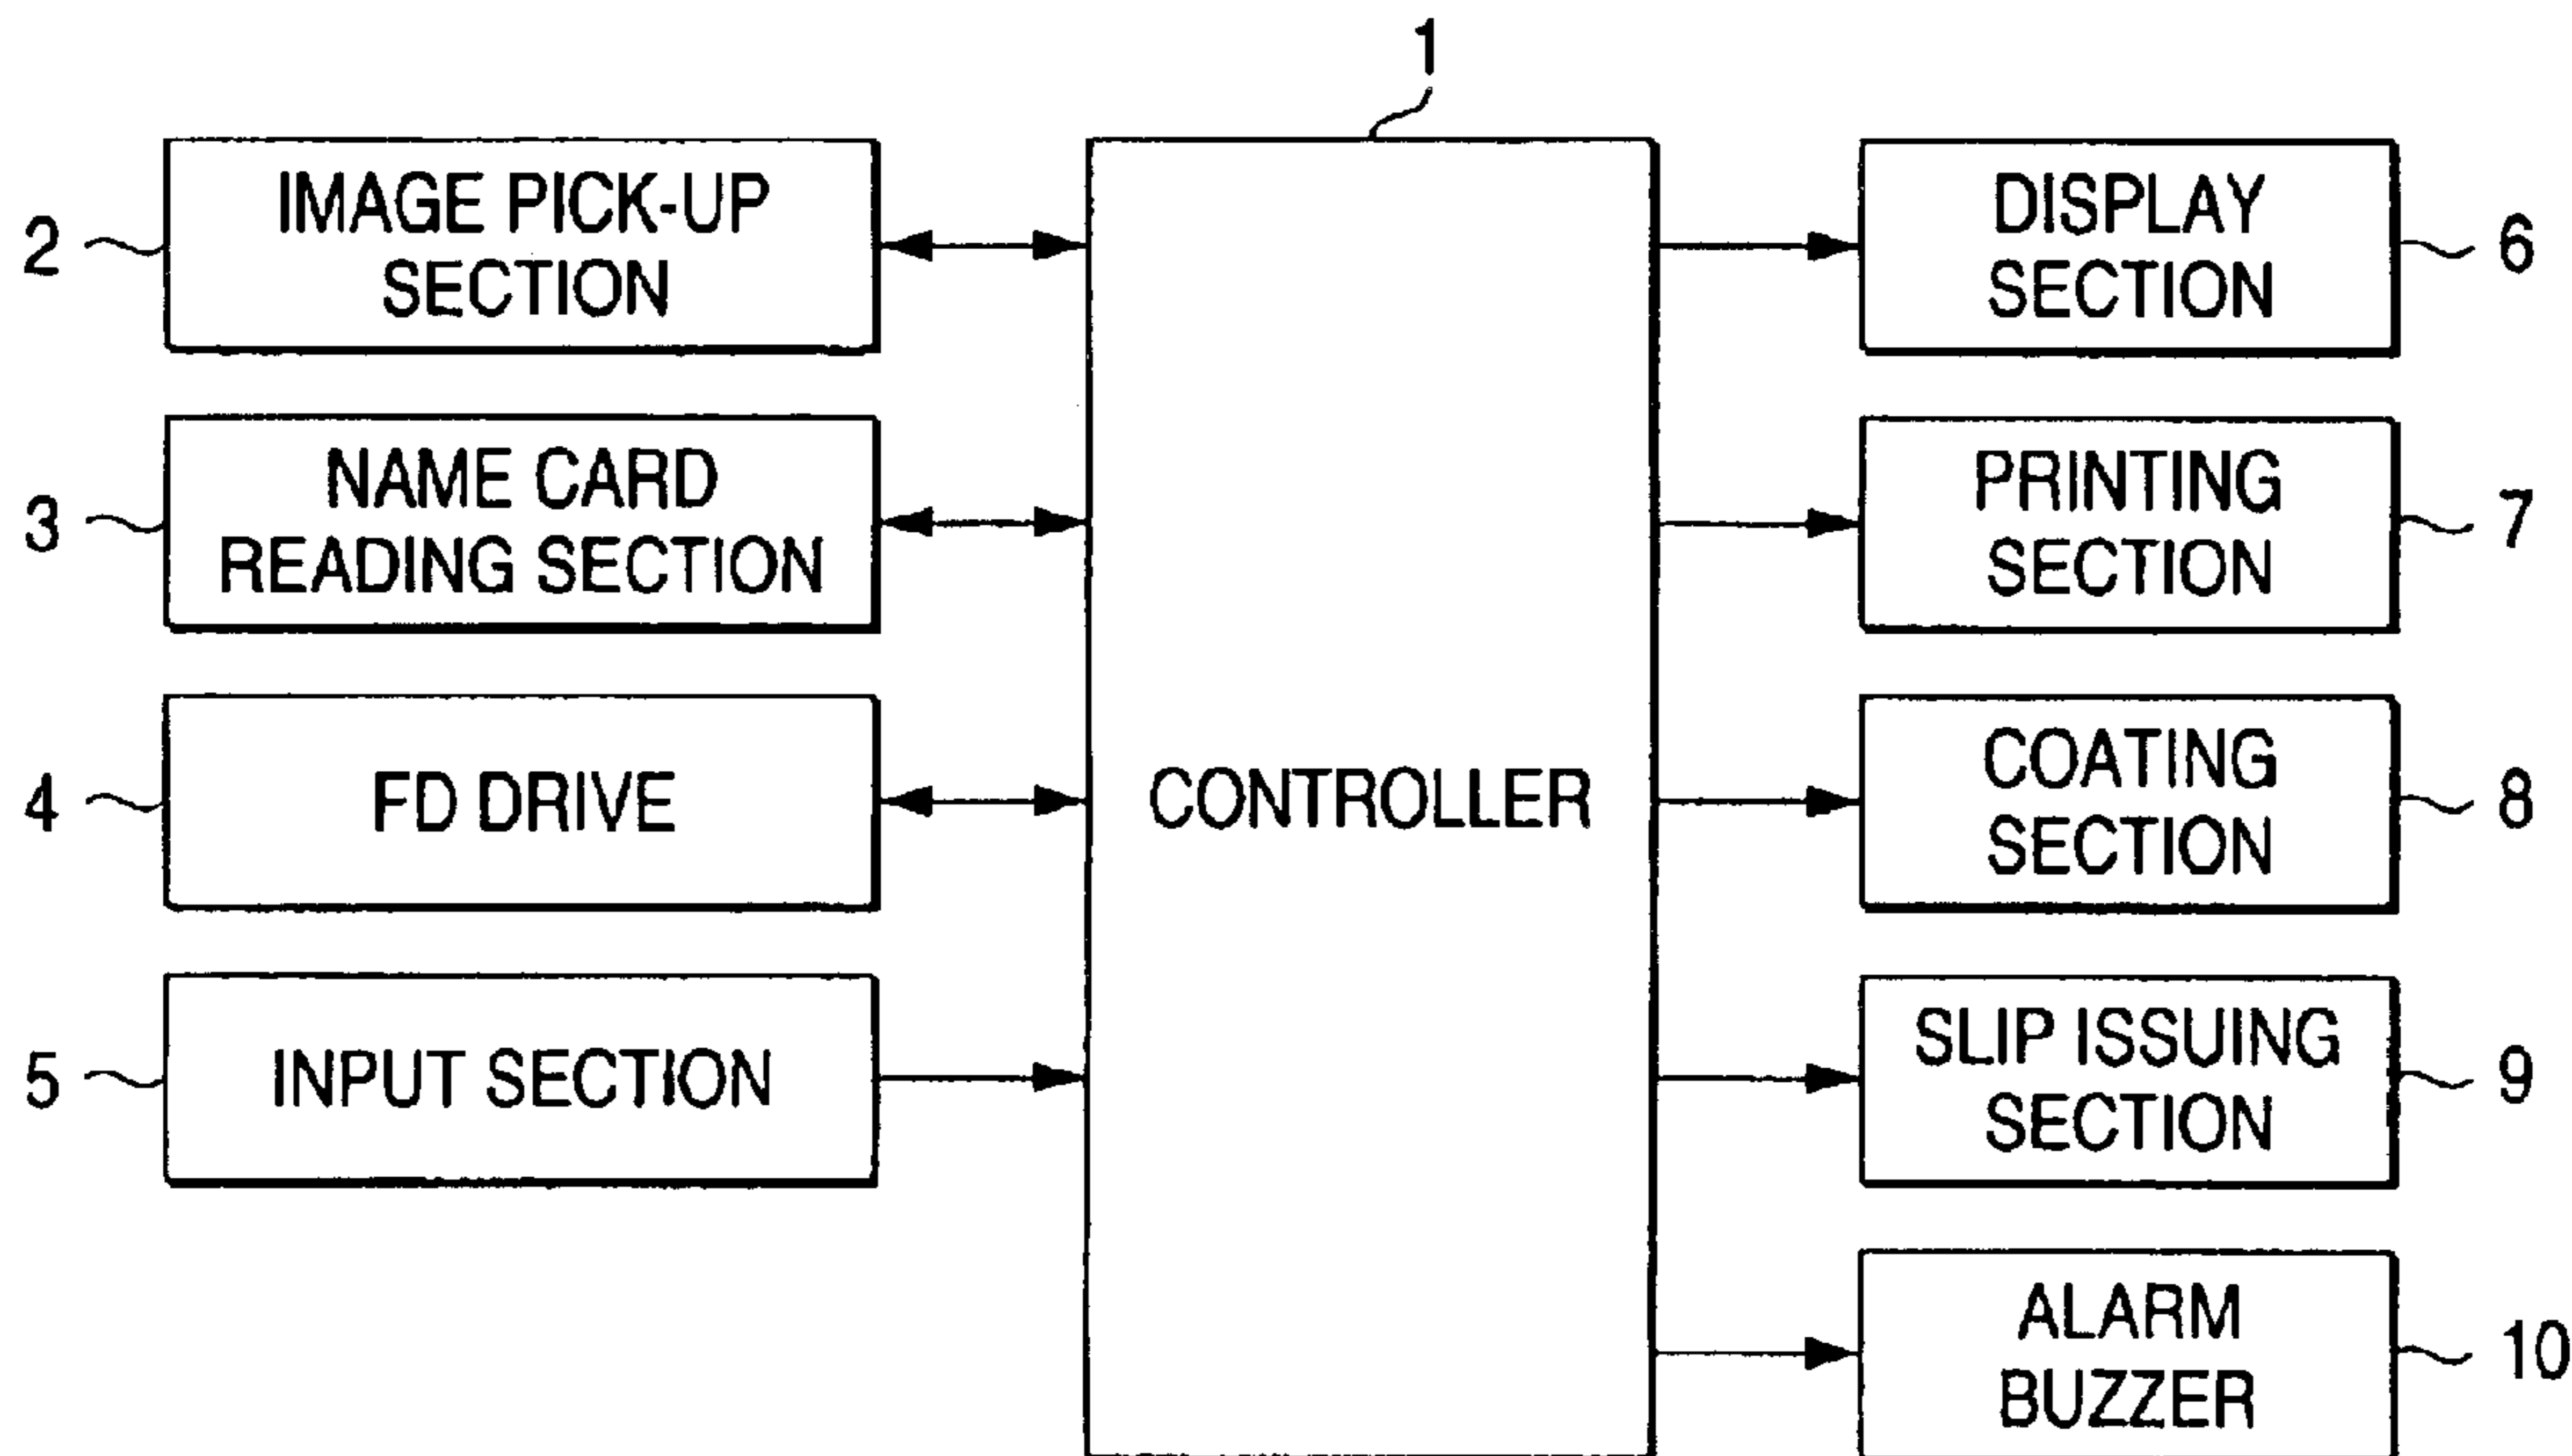 1
2
IMAGE PICK-UP
SECTION
3
NAME CARD
READING SECTION
4
FD DRIVE
5
INPUT SECTION
CONTROLLER
DISPLAY
SECTION
6
PRINTING
SECTION
7
COATING
SECTION
8
SLIP ISSUING
SECTION
9
ALARM
BUZZER
10